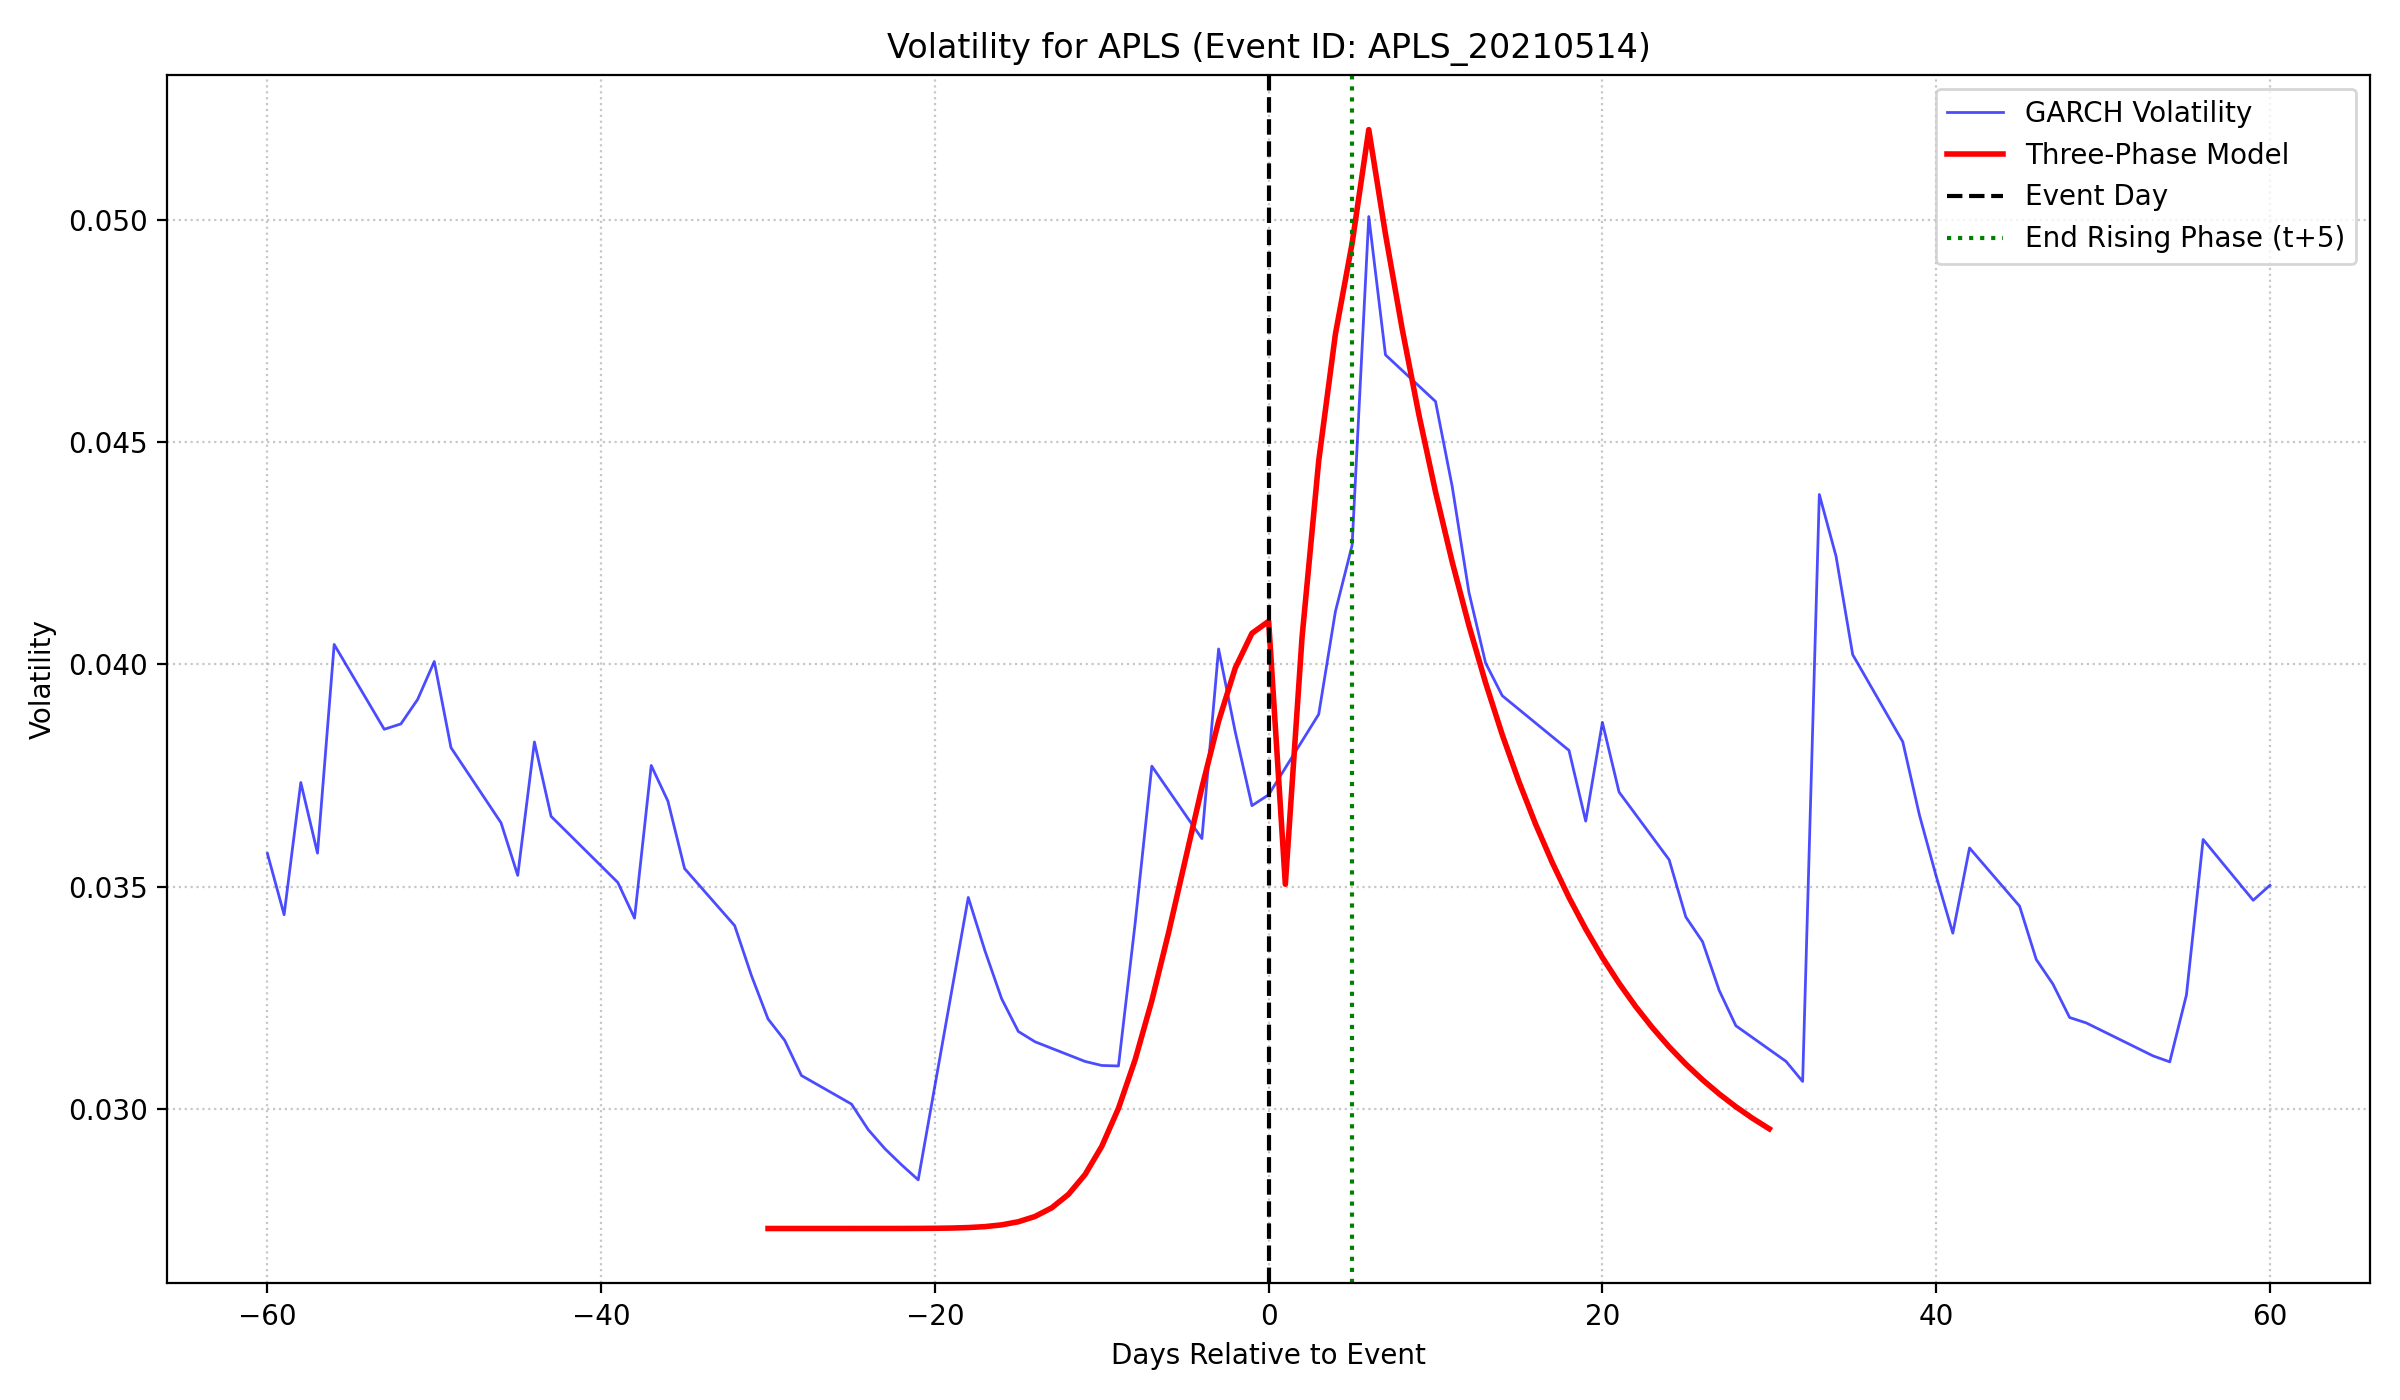 Volatility for APLS (Event ID: APLS_20210514)
GARCH Volatility
Three-Phase Model
Event Day
End Rising Phase (t+5)
Volatility
0.050
0.045
0.040
0.035
0.030
−60 −40 −20 0 20 40 60
Days Relative to Event